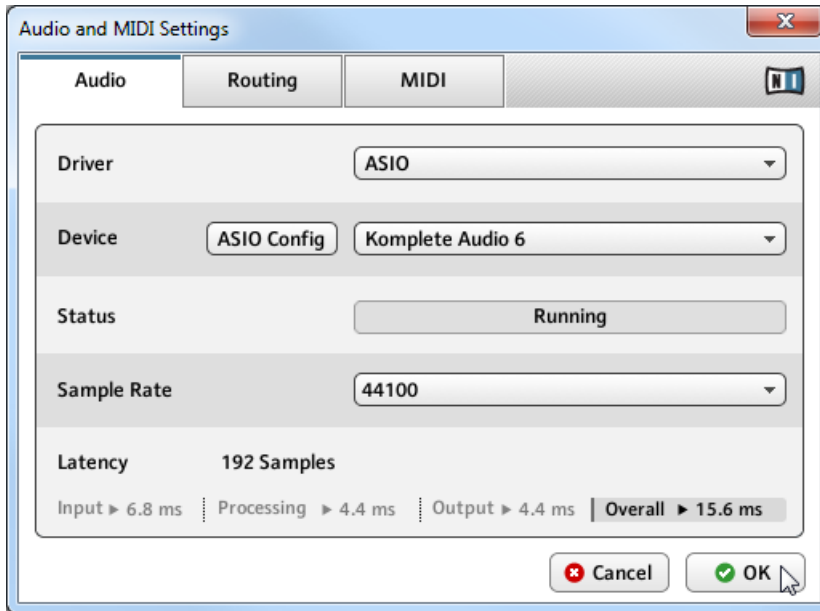 Audio and MIDI Settings
Audio Routing MIDI NI
Driver ASIO
Device ASIO Config Komplete Audio 6
Status Running
Sample Rate 44100
Latency 192 Samples
Input ▸ 6.8 ms Processing ▸ 4.4 ms Output ▸ 4.4 ms Overall ▸ 15.6 ms
Cancel OK